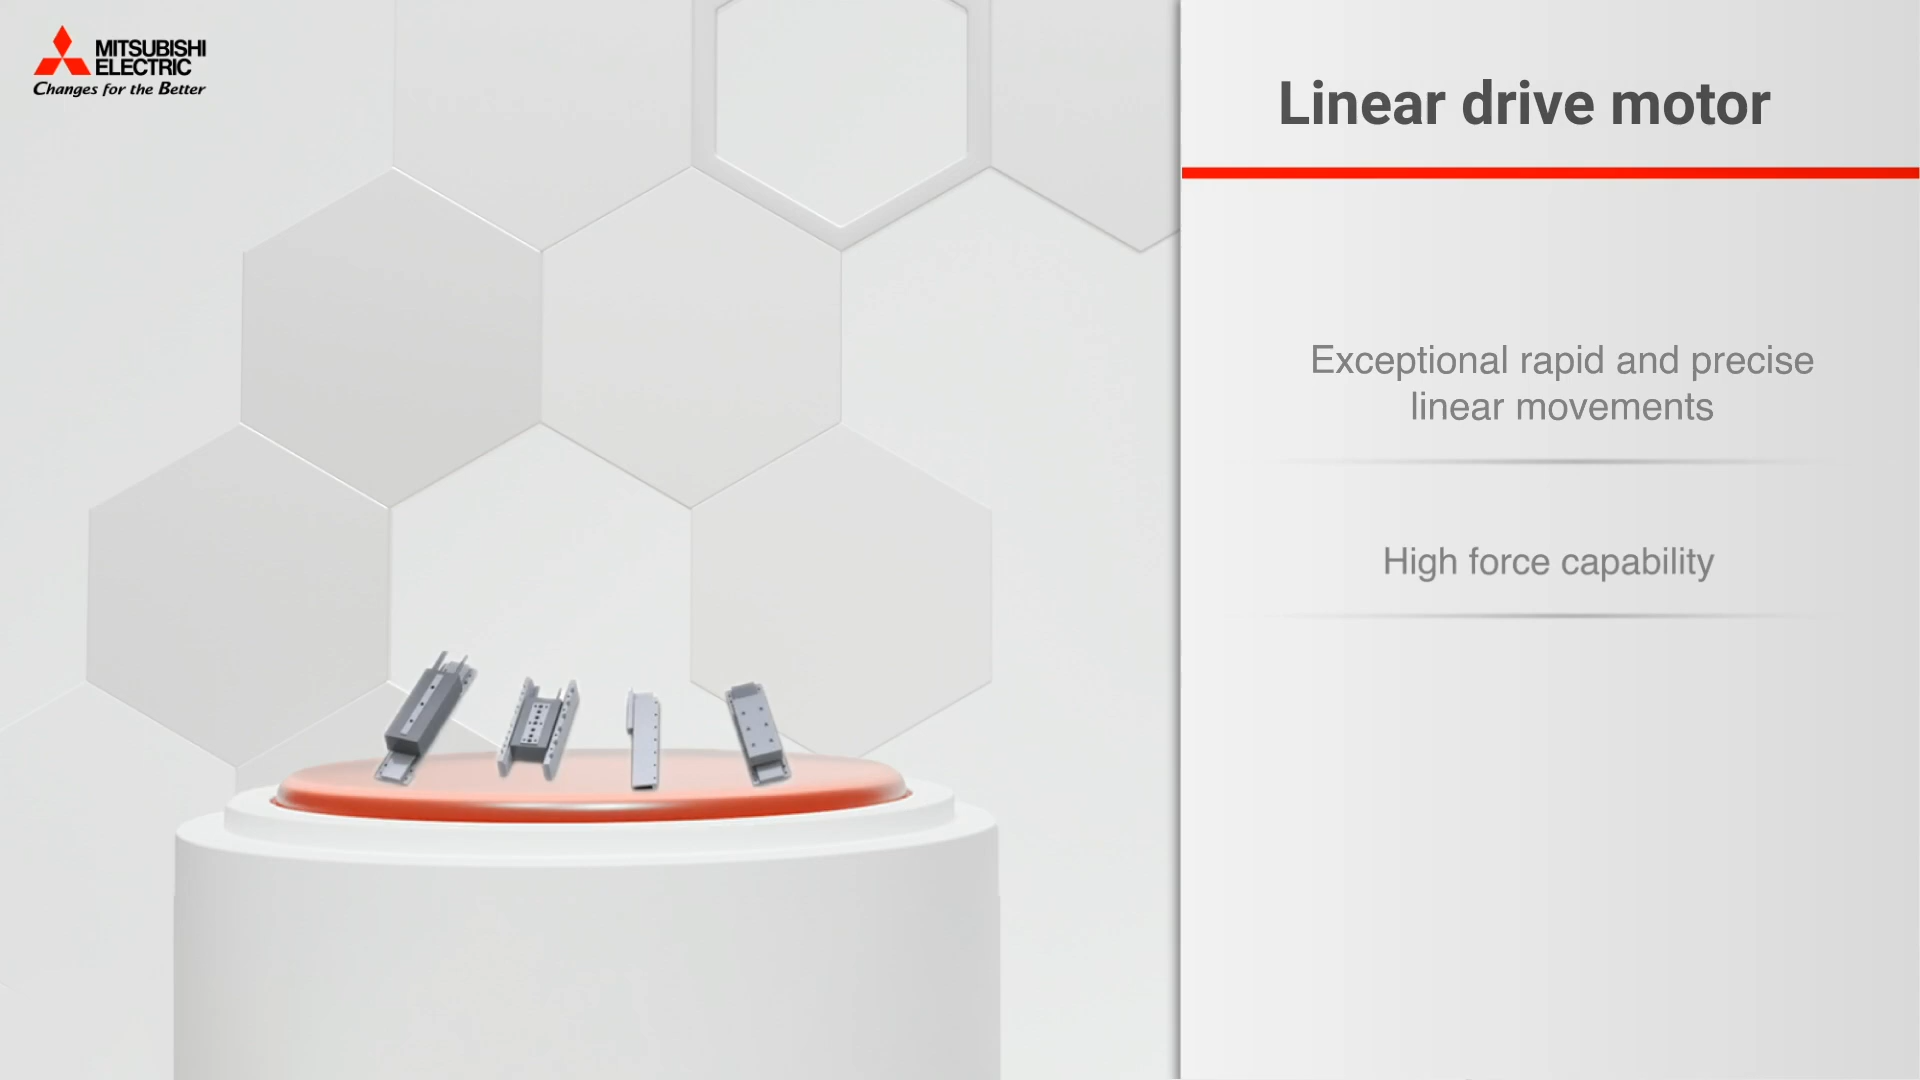 MITSUBISHI
ELECTRIC
Changes for the Better
Linear drive motor
Exceptional rapid and precise
linear movements
High force capability